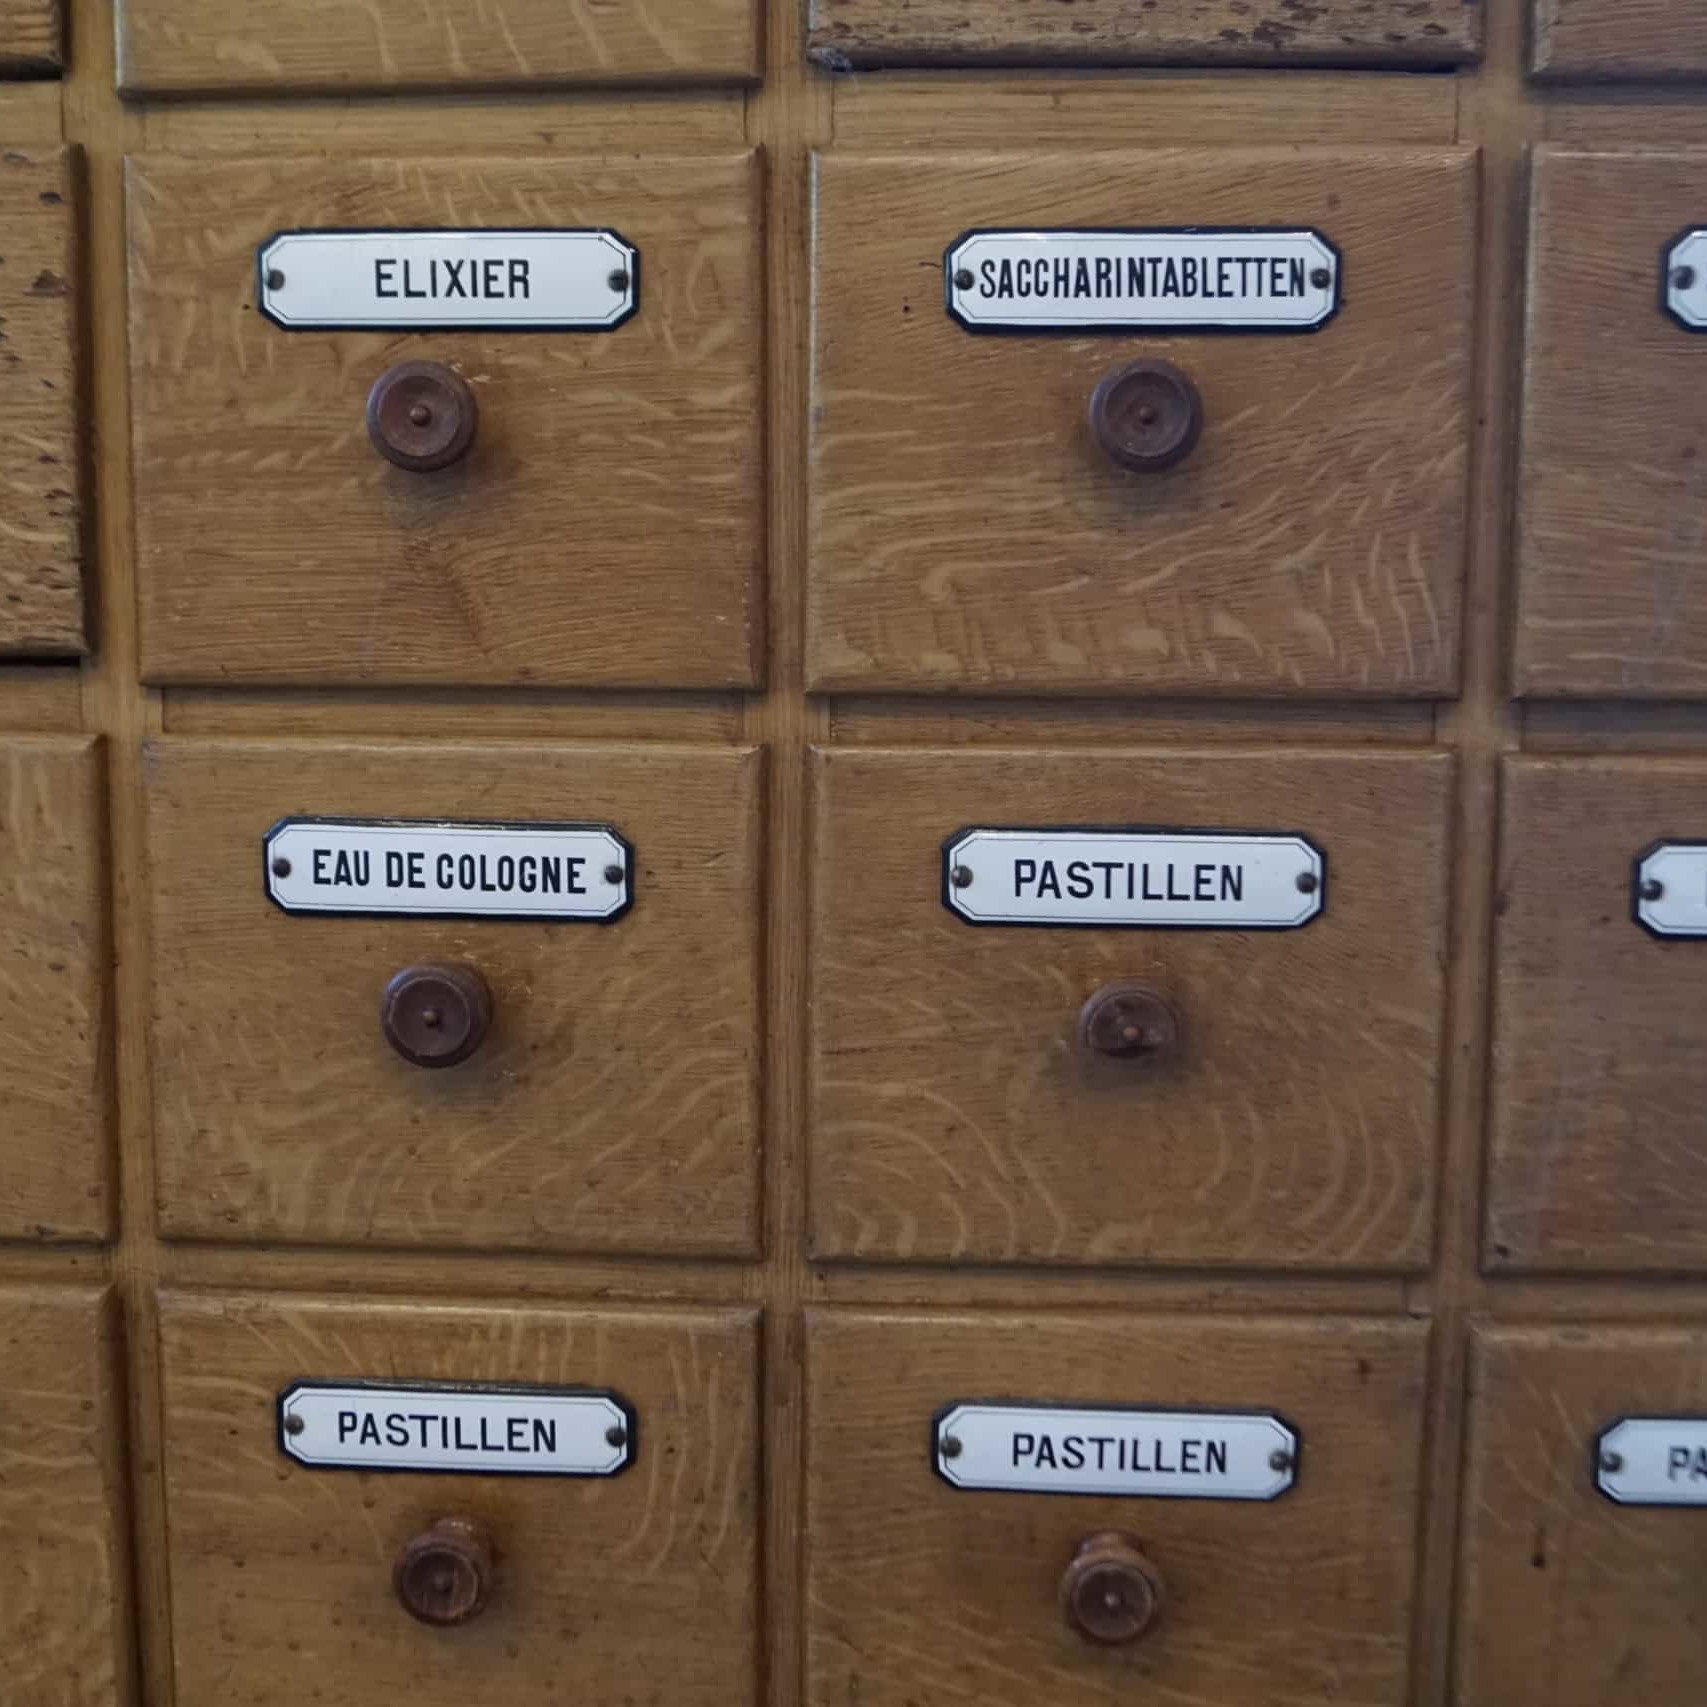 ELIXIER
SACCHARINTABLETTEN
EAU DE COLOGNE
PASTILLEN
PASTILLEN
PASTILLEN